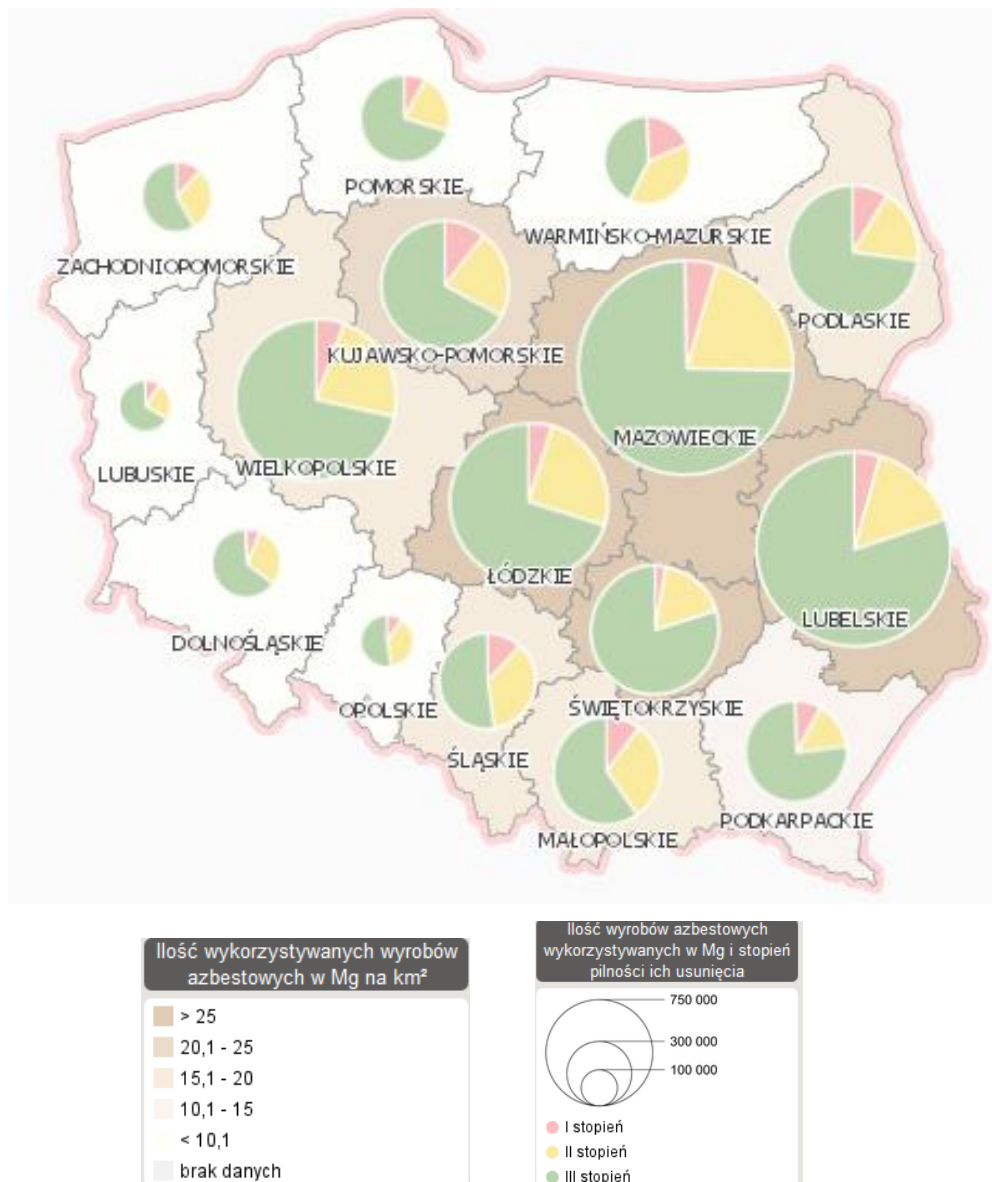 POMORSKIE
WARMIŃSKO-MAZURSKIE
ZACHODNIOPOMORSKIE
PODLASKIE
KUJAWSKO-POMORSKIE
MAZOWIECKIE
WIELKOPOLSKIE
LUBUSKIE
ŁÓDZKIE
LUBELSKIE
DOLNOŚLĄSKIE
OPOLSKIE
ŚWIĘTOKRZYSKIE
ŚLĄSKIE
PODKARPACKIE
MAŁOPOLSKIE
Ilość wykorzystywanych wyrobów
azbestowych w Mg na km²
> 25
20,1 - 25
15,1 - 20
10,1 - 15
< 10,1
brak danych
Ilość wyrobów azbestowych
wykorzystywanych w Mg i stopień
pilności ich usunięcia
750 000
300 000
100 000
I stopień
II stopień
III stopień